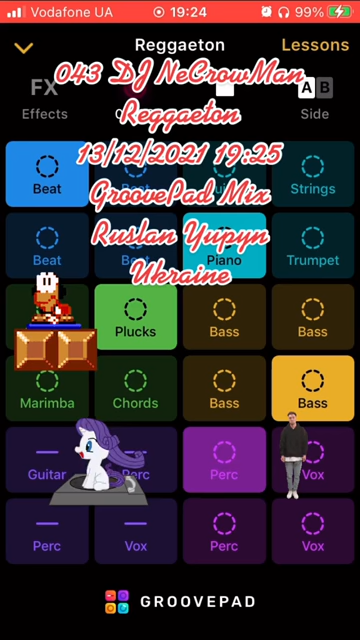 Vodafone UA
19:24
99%
Reggaeton
Lessons
043 DJ NeCrowMan
Reggaeton
13/12/2021 19:25
GroovePad Mix
Ruslan Yupyn
Ukraine
FX
Effects
AB
Side
Beat
Strings
Beat
Piano
Trumpet
Plucks
Bass
Bass
Marimba
Chords
Bass
Bass
Guitar
Perc
Perc
Vox
Perc
Vox
Perc
Vox
GROOVEPAD